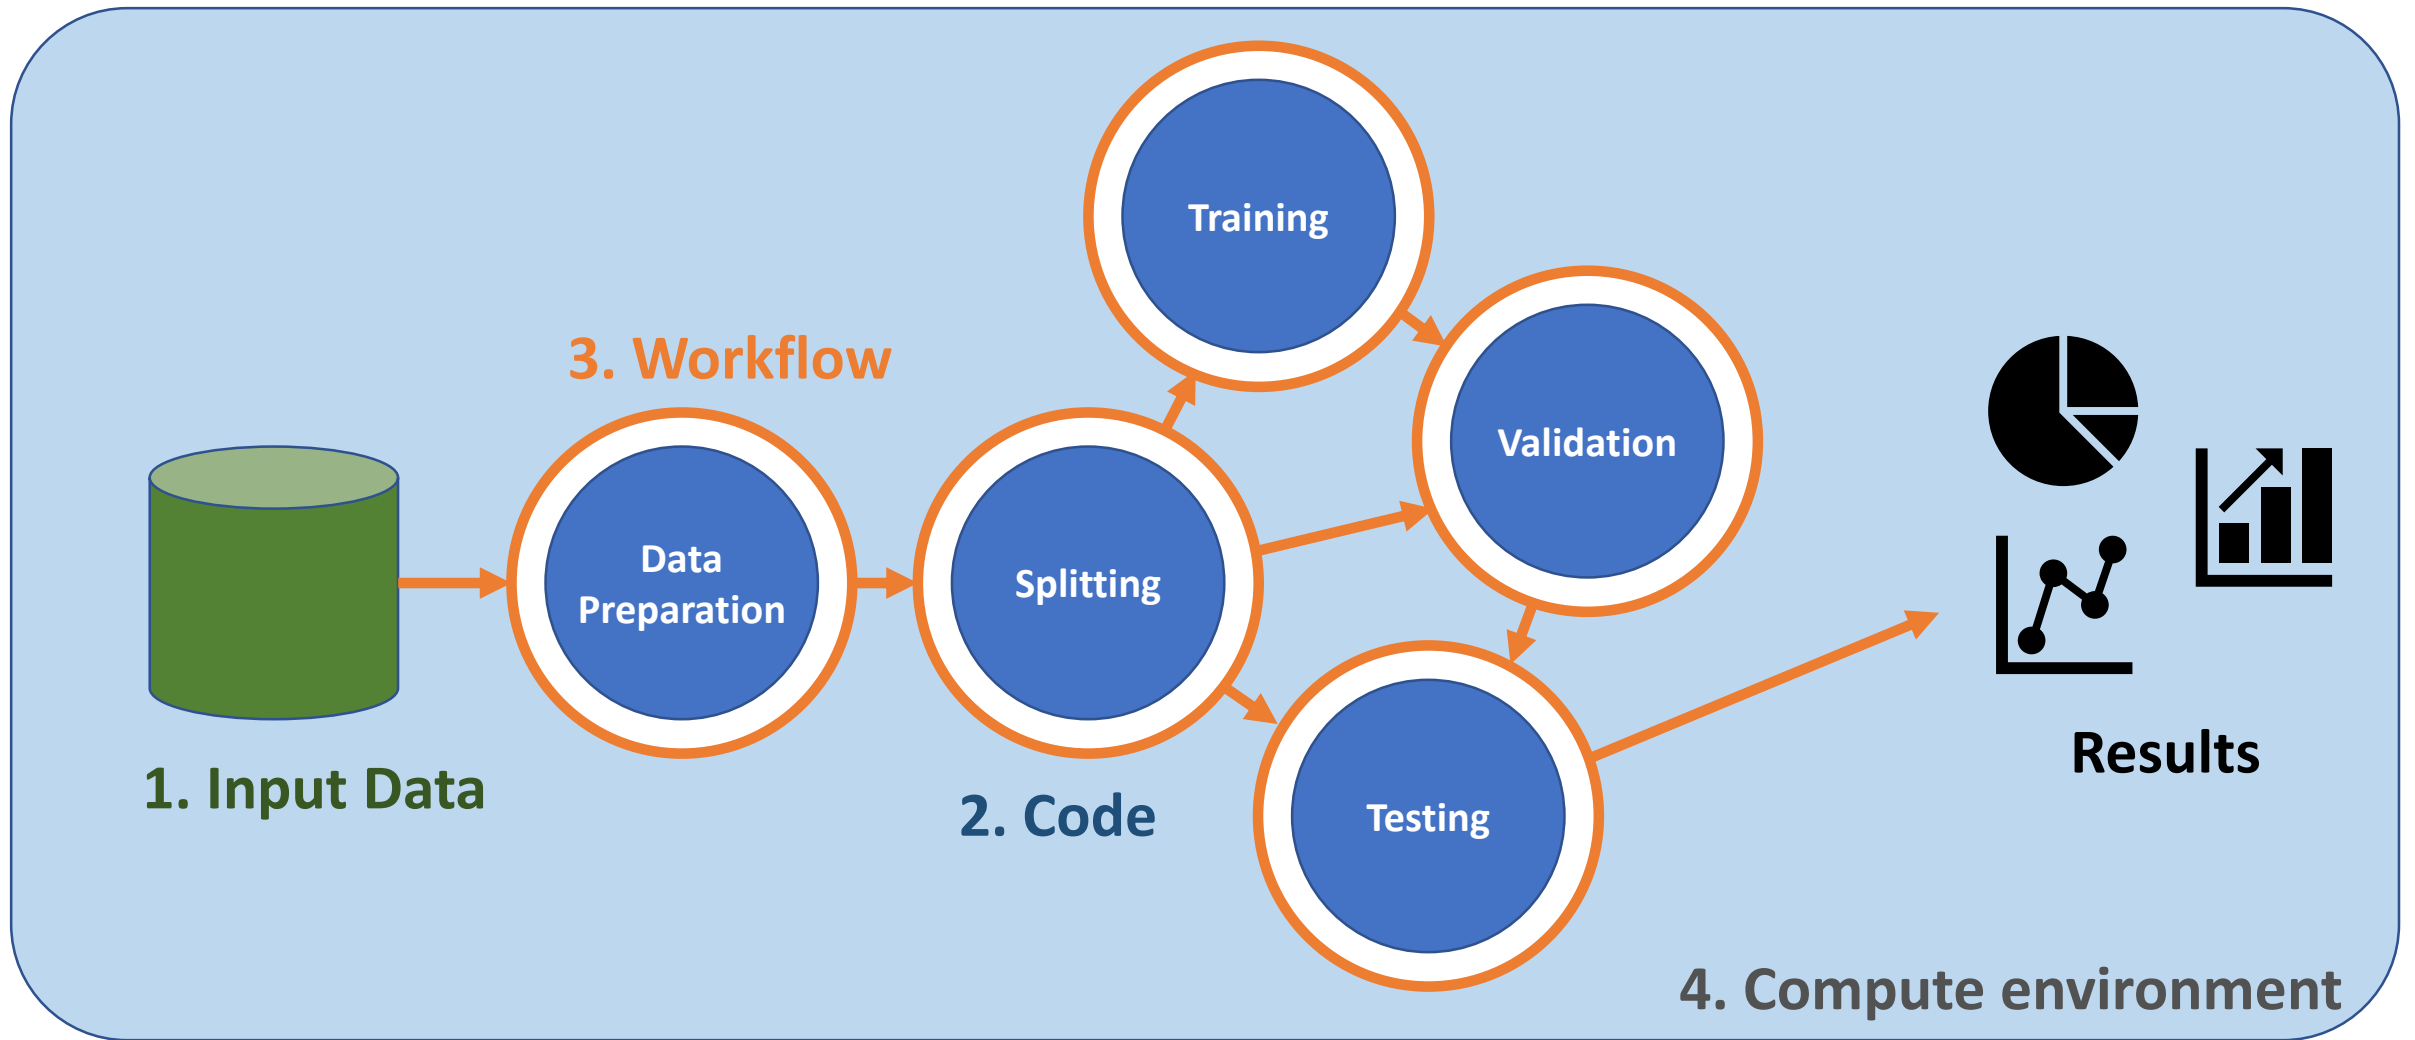 Training
3. Workflow
Validation
Data
Preparation
Splitting
1. Input Data
2. Code
Testing
Results
4. Compute environment